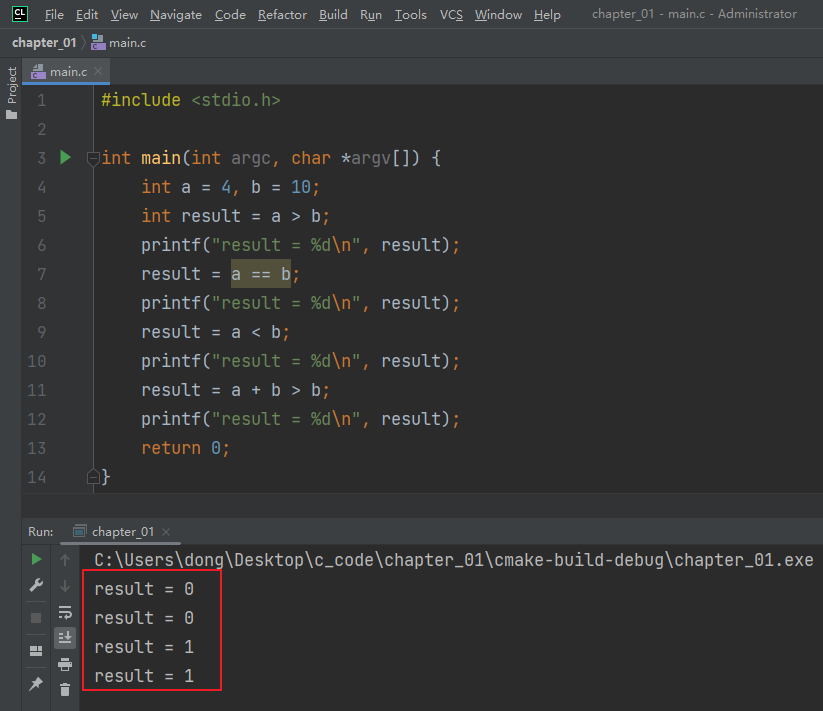 CL File Edit View Navigate Code Refactor Build Run Tools VCS Window Help chapter_01 - main.c - Administrator
chapter_01 main.c
Project
main.c
1 #include <stdio.h>
2
3 int main(int argc, char *argv[]) {
4 int a = 4, b = 10;
5 int result = a > b;
6 printf("result = %d\n", result);
7 result = a == b;
8 printf("result = %d\n", result);
9 result = a < b;
10 printf("result = %d\n", result);
11 result = a + b > b;
12 printf("result = %d\n", result);
13 return 0;
14 }
Run: chapter_01
C:\Users\dong\Desktop\c_code\chapter_01\cmake-build-debug\chapter_01.exe
result = 0
result = 0
result = 1
result = 1